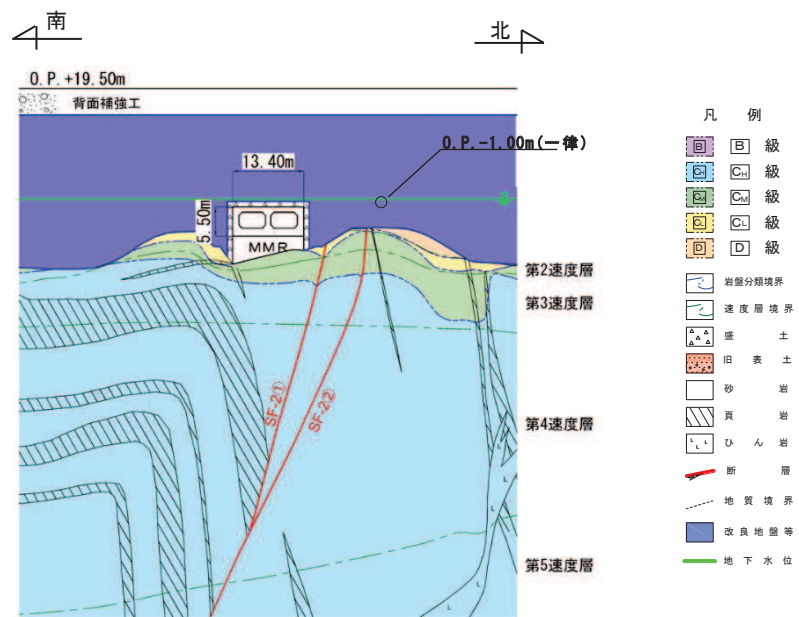 南
北
O.P.+19.50m
背面補強工
O.P.-1.00m(一律)
13.40m
5.50m
MMR
第2速度層
第3速度層
SF-2①
SF-2②
第4速度層
第5速度層
凡 例
B B 級
CH CH 級
CM CM 級
CL CL 級
D D 級
岩盤分類境界
速度層境界
盛 土
旧 表 土
砂 岩
頁 岩
ひ ん 岩
断 層
地質境界
改良地盤等
地下水位